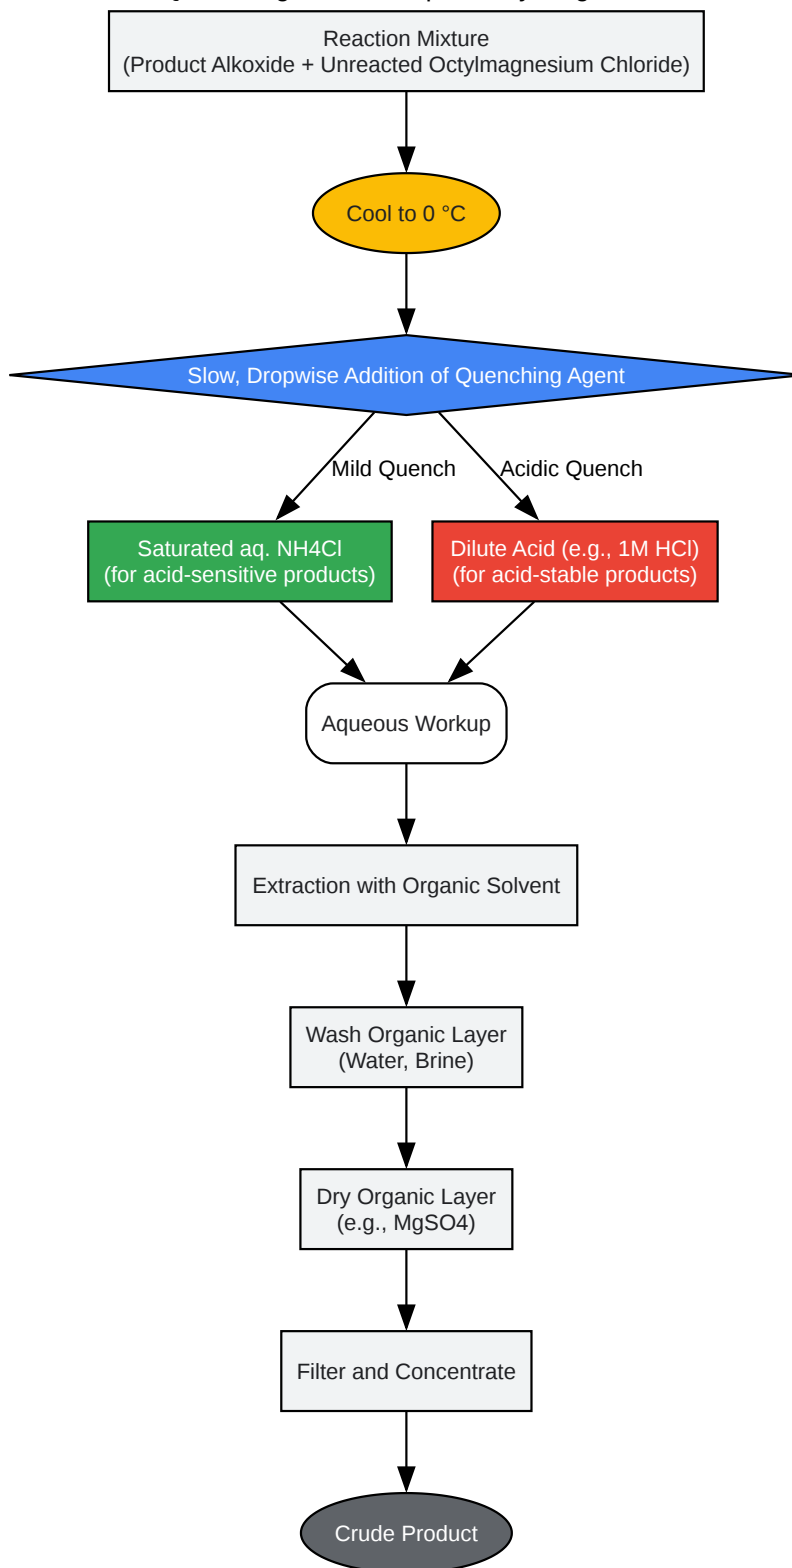 Reaction Mixture
(Product Alkoxide + Unreacted Octylmagnesium Chloride)
Cool to 0 °C
Slow, Dropwise Addition of Quenching Agent
Mild Quench
Acidic Quench
Saturated aq. NH4Cl
(for acid-sensitive products)
Dilute Acid (e.g., 1M HCl)
(for acid-stable products)
Aqueous Workup
Extraction with Organic Solvent
Wash Organic Layer
(Water, Brine)
Dry Organic Layer
(e.g., MgSO4)
Filter and Concentrate
Crude Product